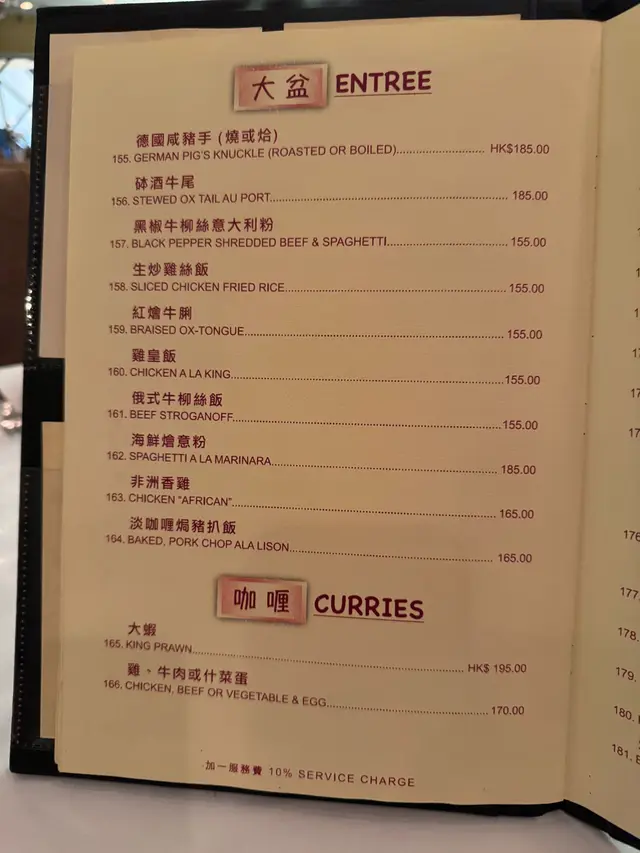 大盆 ENTREE
德國咸豬手 (燒或烚)
155. GERMAN PIG'S KNUCKLE (ROASTED OR BOILED)........ HK$185.00
砵酒牛尾
156. STEWED OX TAIL AU PORT........ 185.00
黑椒牛柳絲意大利粉
157. BLACK PEPPER SHREDDED BEEF & SPAGHETTI........ 155.00
生炒雞絲飯
158. SLICED CHICKEN FRIED RICE........ 155.00
紅燴牛脷
159. BRAISED OX-TONGUE........ 155.00
雞皇飯
160. CHICKEN A LA KING........ 155.00
俄式牛柳絲飯
161. BEEF STROGANOFF........ 155.00
海鮮燴意粉
162. SPAGHETTI A LA MARINARA........ 185.00
非洲香雞
163. CHICKEN "AFRICAN"........ 165.00
淡咖喱焗豬扒飯
164. BAKED, PORK CHOP ALA LISON........ 165.00
咖喱 CURRIES
大蝦
165. KING PRAWN........ HK$ 195.00
雞、牛肉或什菜蛋
166. CHICKEN, BEEF OR VEGETABLE & EGG........ 170.00
加一服務費 10% SERVICE CHARGE
176.
177.
178.
179.
180.
181.